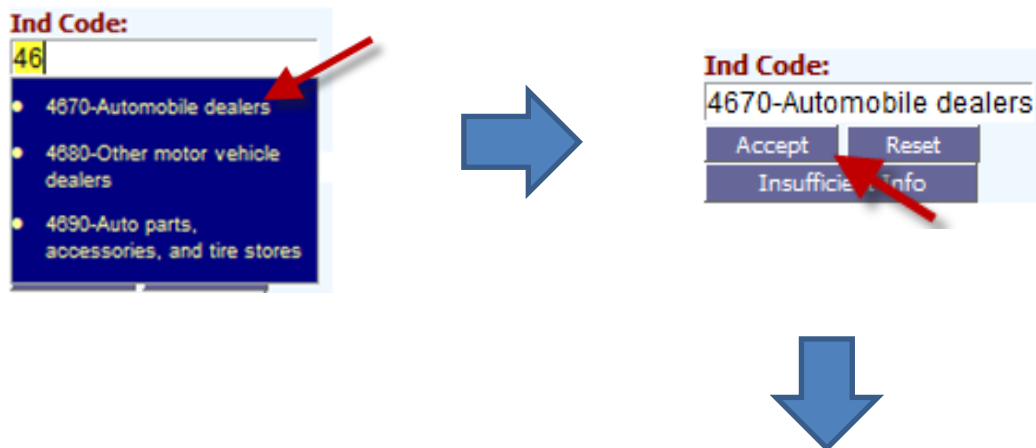 Ind Code:
46
4670-Automobile dealers
4680-Other motor vehicle
dealers
4690-Auto parts,
accessories, and tire stores
Ind Code:
4670-Automobile dealers
Accept Reset
Insufficient Info